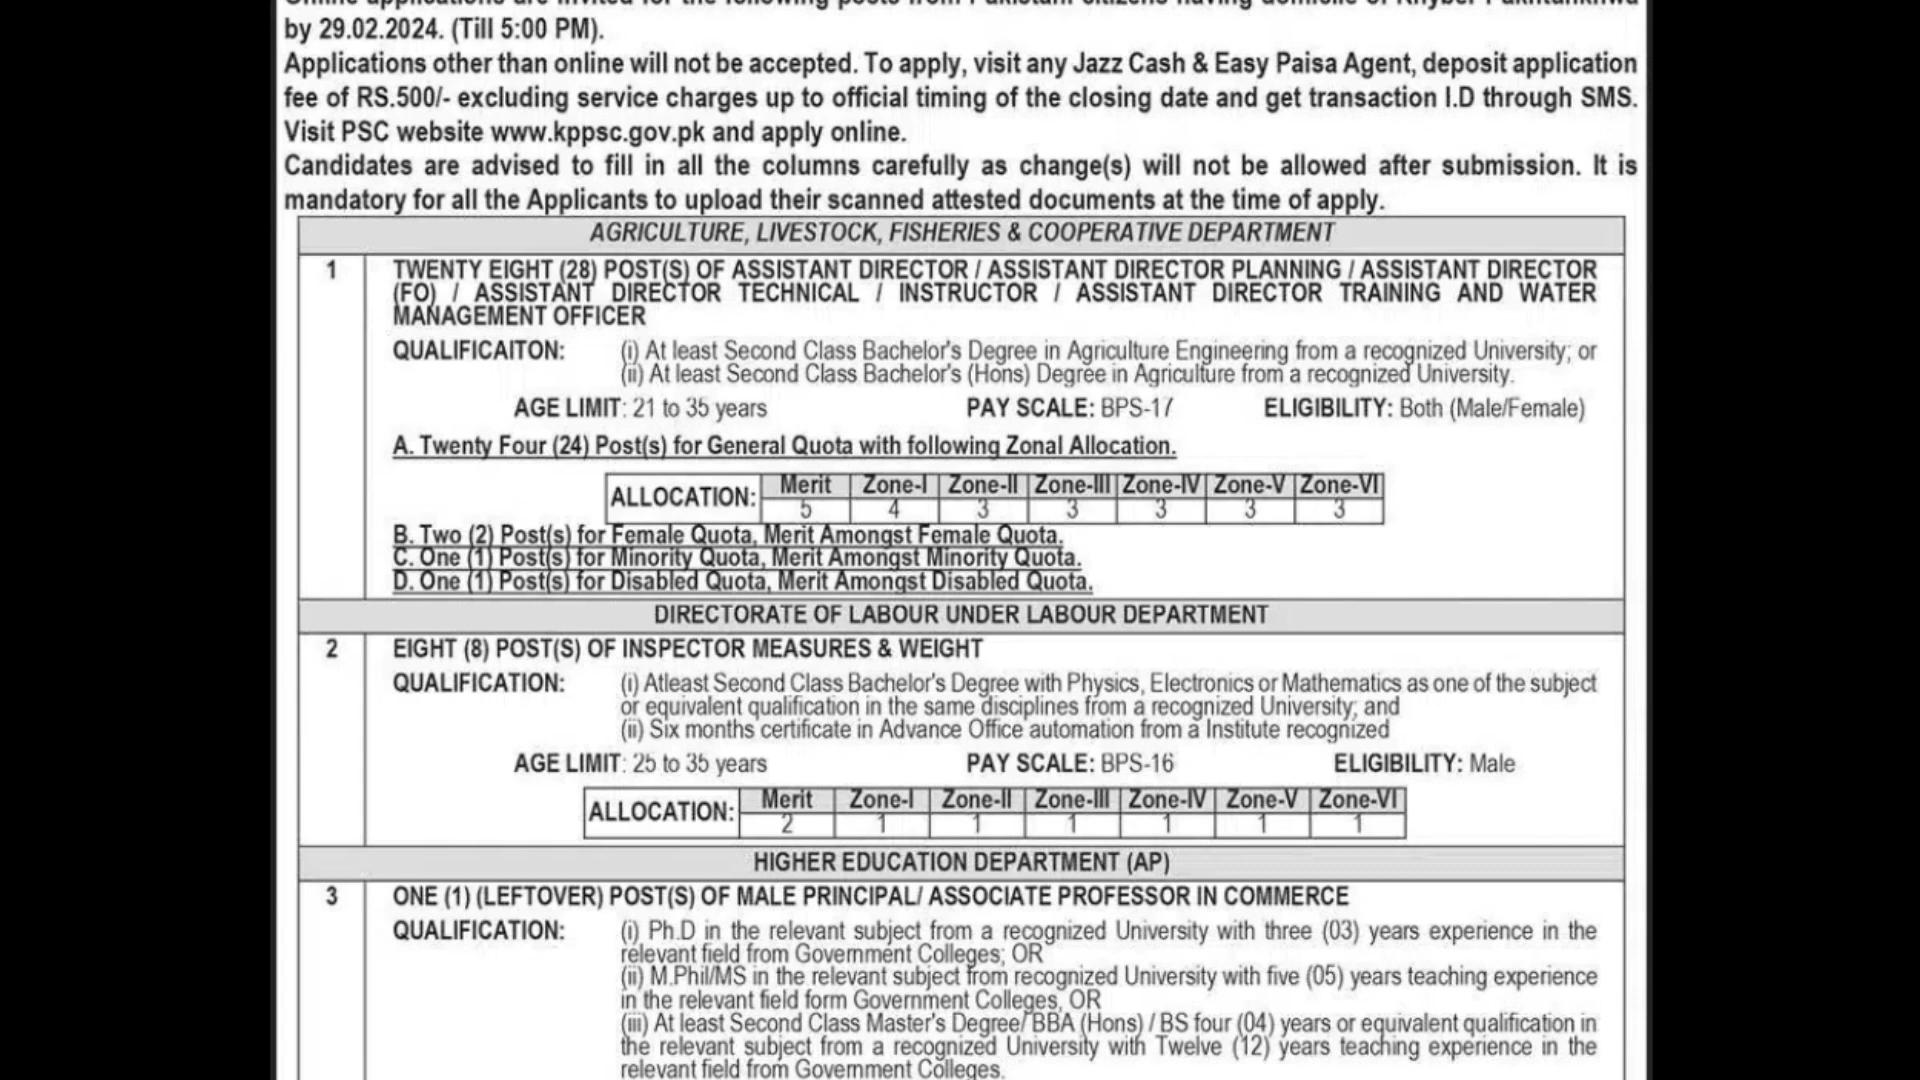 Online applications are invited for the following posts from Pakistani citizens having domicile of Khyber Pakhtunkhwa
by 29.02.2024. (Till 5:00 PM).
Applications other than online will not be accepted. To apply, visit any Jazz Cash & Easy Paisa Agent, deposit application
fee of RS.500/- excluding service charges up to official timing of the closing date and get transaction I.D through SMS.
Visit PSC website www.kppsc.gov.pk and apply online.
Candidates are advised to fill in all the columns carefully as change(s) will not be allowed after submission. It is
mandatory for all the Applicants to upload their scanned attested documents at the time of apply.
AGRICULTURE, LIVESTOCK, FISHERIES & COOPERATIVE DEPARTMENT
1 TWENTY EIGHT (28) POST(S) OF ASSISTANT DIRECTOR / ASSISTANT DIRECTOR PLANNING / ASSISTANT DIRECTOR
(FO) / ASSISTANT DIRECTOR TECHNICAL / INSTRUCTOR / ASSISTANT DIRECTOR TRAINING AND WATER
MANAGEMENT OFFICER
QUALIFICAITON: (i) At least Second Class Bachelor's Degree in Agriculture Engineering from a recognized University; or
(ii) At least Second Class Bachelor's (Hons) Degree in Agriculture from a recognized University.
AGE LIMIT: 21 to 35 years PAY SCALE: BPS-17 ELIGIBILITY: Both (Male/Female)
A. Twenty Four (24) Post(s) for General Quota with following Zonal Allocation.
ALLOCATION: Merit Zone-I Zone-II Zone-III Zone-IV Zone-V Zone-VI
5 4 3 3 3 3 3
B. Two (2) Post(s) for Female Quota, Merit Amongst Female Quota.
C. One (1) Post(s) for Minority Quota, Merit Amongst Minority Quota.
D. One (1) Post(s) for Disabled Quota, Merit Amongst Disabled Quota.
DIRECTORATE OF LABOUR UNDER LABOUR DEPARTMENT
2 EIGHT (8) POST(S) OF INSPECTOR MEASURES & WEIGHT
QUALIFICATION: (i) Atleast Second Class Bachelor's Degree with Physics, Electronics or Mathematics as one of the subject
or equivalent qualification in the same disciplines from a recognized University; and
(ii) Six months certificate in Advance Office automation from a Institute recognized
AGE LIMIT: 25 to 35 years PAY SCALE: BPS-16 ELIGIBILITY: Male
ALLOCATION: Merit Zone-I Zone-II Zone-III Zone-IV Zone-V Zone-VI
2 1 1 1 1 1 1
HIGHER EDUCATION DEPARTMENT (AP)
3 ONE (1) (LEFTOVER) POST(S) OF MALE PRINCIPAL/ ASSOCIATE PROFESSOR IN COMMERCE
QUALIFICATION: (i) Ph.D in the relevant subject from a recognized University with three (03) years experience in the
relevant field from Government Colleges; OR
(ii) M.Phil/MS in the relevant subject from recognized University with five (05) years teaching experience
in the relevant field form Government Colleges, OR
(iii) At least Second Class Master's Degree/ BBA (Hons) / BS four (04) years or equivalent qualification in
the relevant subject from a recognized University with Twelve (12) years teaching experience in the
relevant field from Government Colleges.